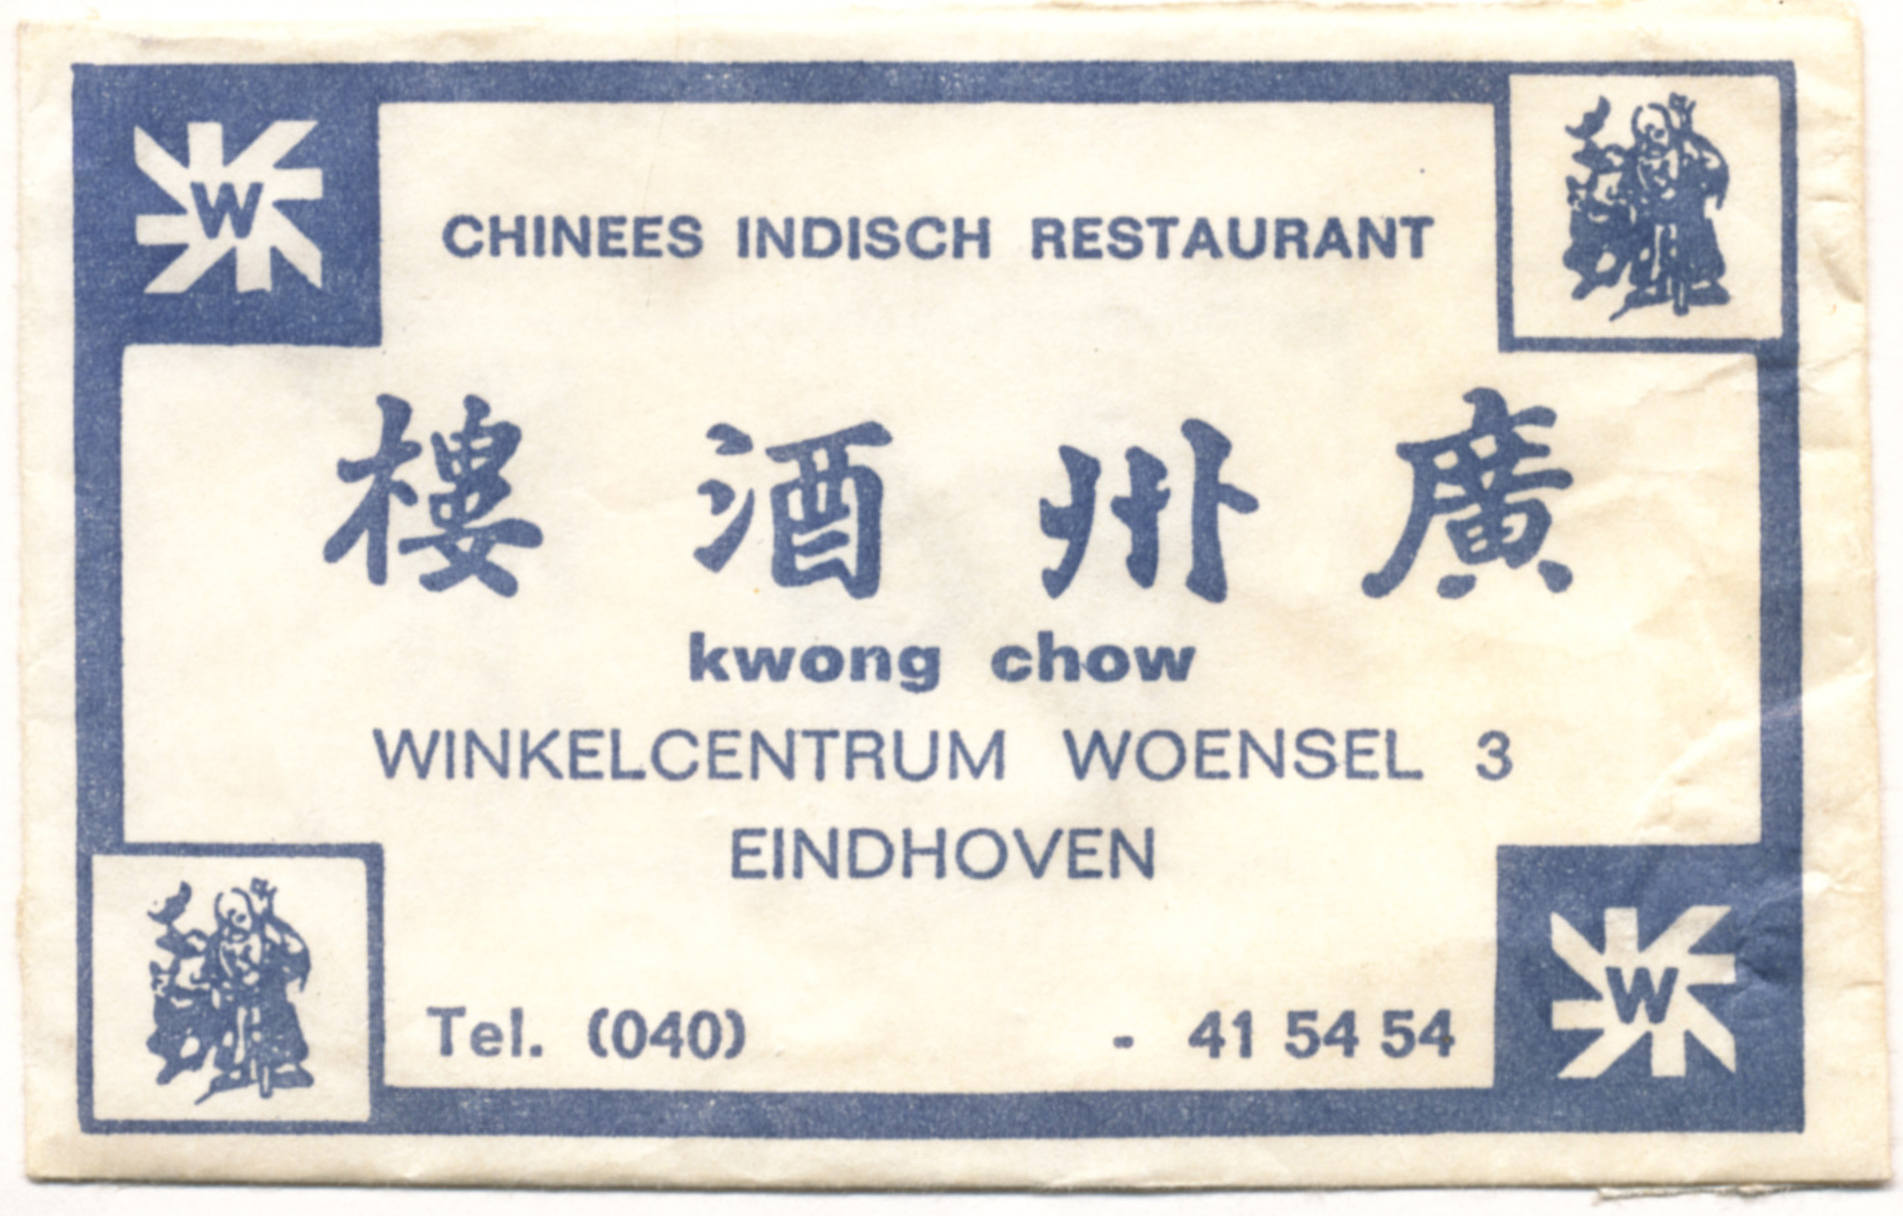 W
CHINEES INDISCH RESTAURANT
廣州酒樓
kwong chow
WINKELCENTRUM WOENSEL 3
EINDHOVEN
Tel. (040) - 41 54 54
W